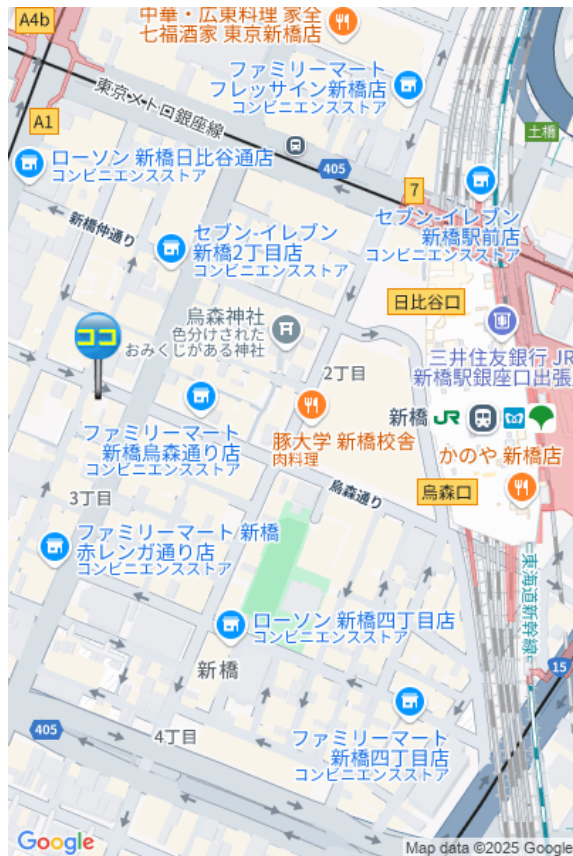 中華・広東料理 家全
七福酒家 東京新橋店
A4b
ファミリーマート
フレッサイン新橋店
コンビニエンスストア
東京メトロ銀座線
A1
土橋
ローソン 新橋日比谷通店
コンビニエンスストア
405
7
新橋仲通り
セブン-イレブン
新橋2丁目店
コンビニエンスストア
セブン-イレブン
新橋駅前店
コンビニエンスストア
日比谷口
烏森神社
色分けされた
おみくじがある神社
ココ
三井住友銀行 JR
新橋駅銀座口出張
2丁目
新橋 JR
豚大学 新橋校舎
肉料理
ファミリーマート
新橋烏森通り店
コンビニエンスストア
かのや 新橋店
烏森通り
烏森口
3丁目
ファミリーマート 新橋
赤レンガ通り店
コンビニエンスストア
東海道新幹線
ローソン 新橋四丁目店
コンビニエンスストア
新橋
15
405
4丁目
ファミリーマート
新橋四丁目店
コンビニエンスストア
Google
Map data ©2025 Google